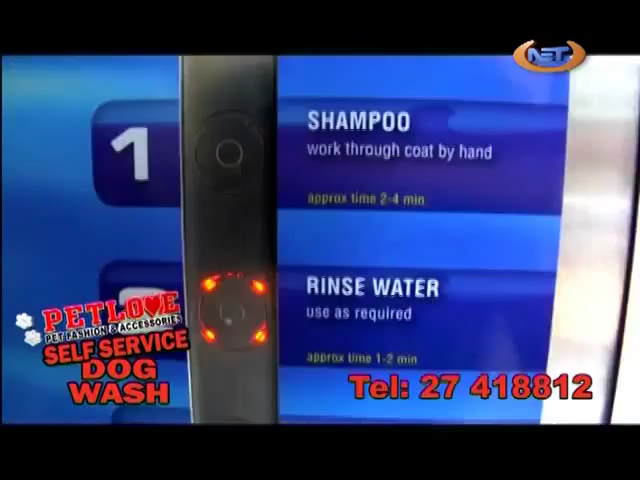 NET
1
SHAMPOO
work through coat by hand
approx time 2-4 min
RINSE WATER
use as required
approx time 1-2 min
PETLOVE
PET FASHION & ACCESSORIES
SELF SERVICE
DOG
WASH
Tel: 27 418812